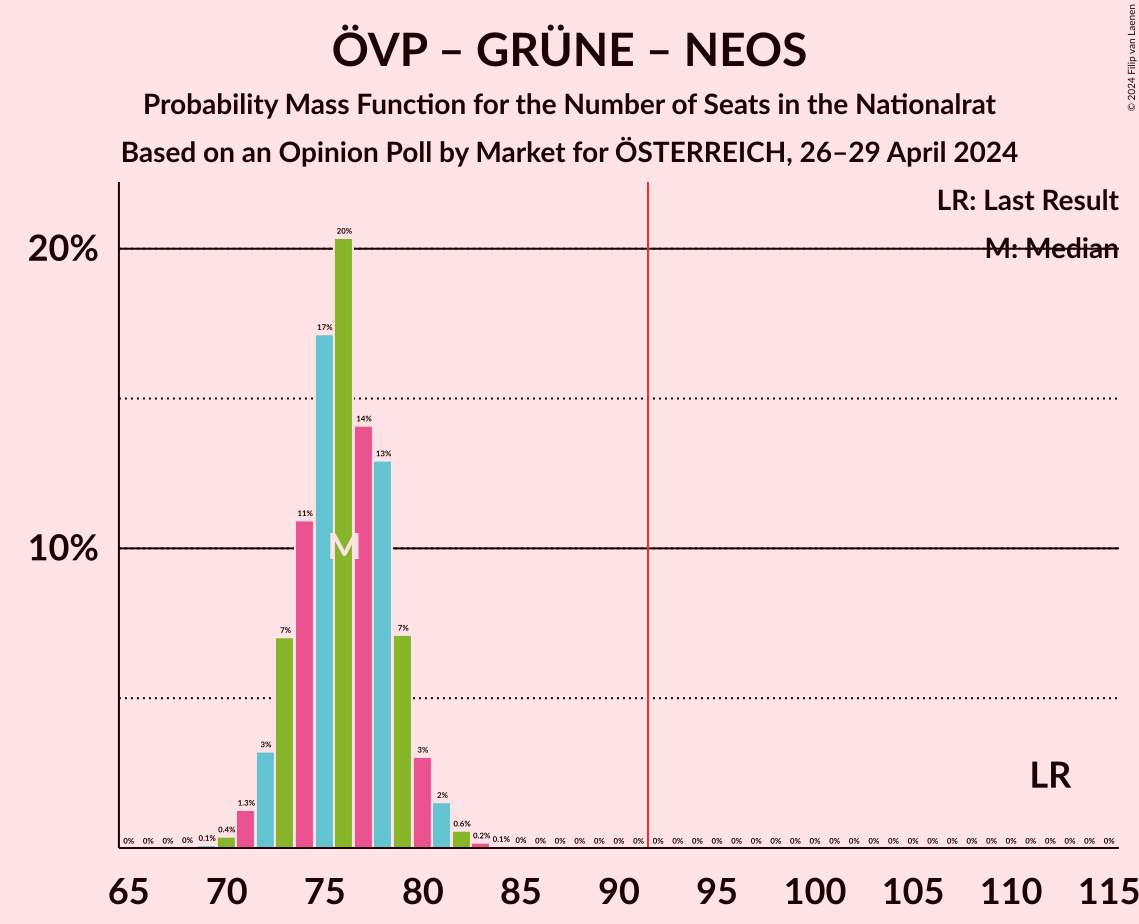 ÖVP – GRÜNE – NEOS
Probability Mass Function for the Number of Seats in the Nationalrat
Based on an Opinion Poll by Market for ÖSTERREICH, 26–29 April 2024
© 2024 Filip van Laenen
LR: Last Result
M: Median
20%
10%
0% 0% 0% 0% 0.1% 0.4% 1.3% 3% 7% 11% 17% 20% 14% 13% 7% 3% 2% 0.6% 0.2% 0.1% 0% 0% 0% 0% 0% 0% 0% 0% 0% 0% 0% 0% 0% 0% 0% 0% 0% 0% 0% 0% 0% 0% 0% 0% 0% 0% 0% 0% 0% 0% 0%
M
LR
65 70 75 80 85 90 95 100 105 110 115